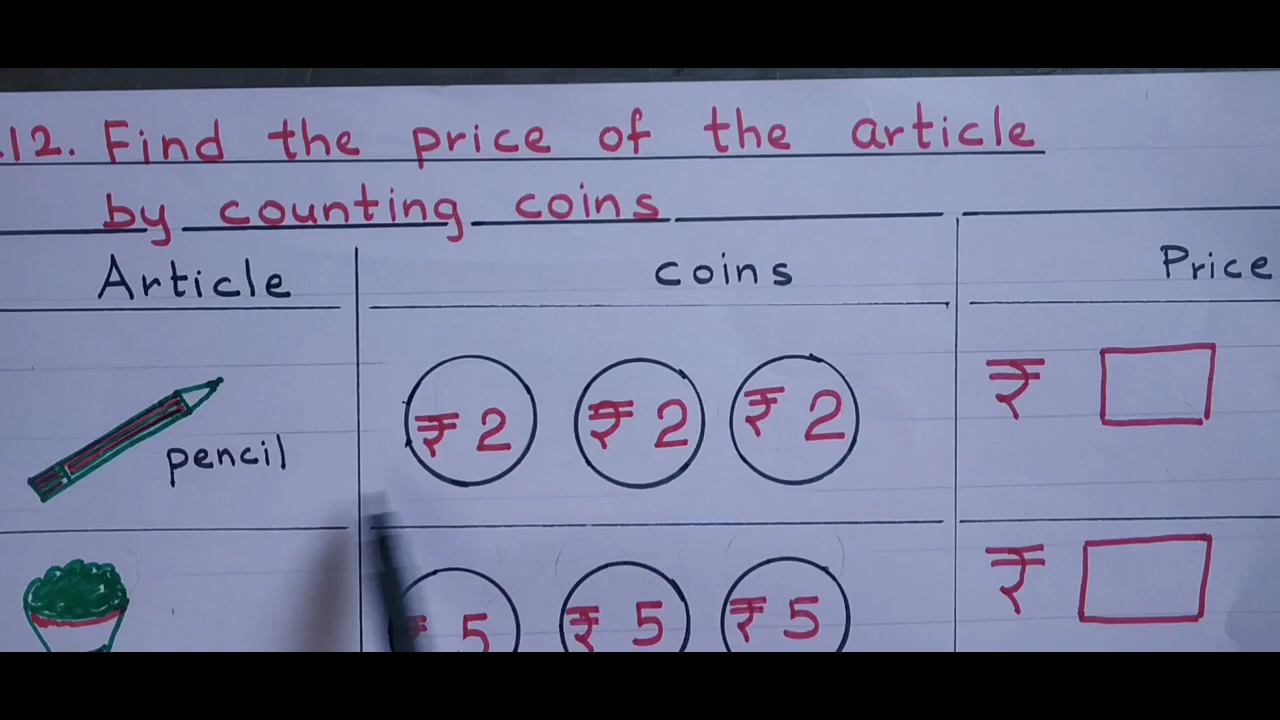 .12. Find the price of the article
by counting coins
Article coins Price
pencil ₹ 2 ₹ 2 ₹ 2 ₹
₹ 5 ₹ 5 ₹ 5 ₹